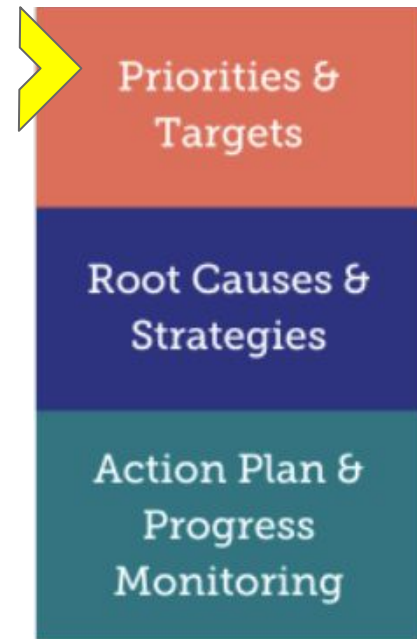 Priorities &
Targets
Root Causes &
Strategies
Action Plan &
Progress
Monitoring